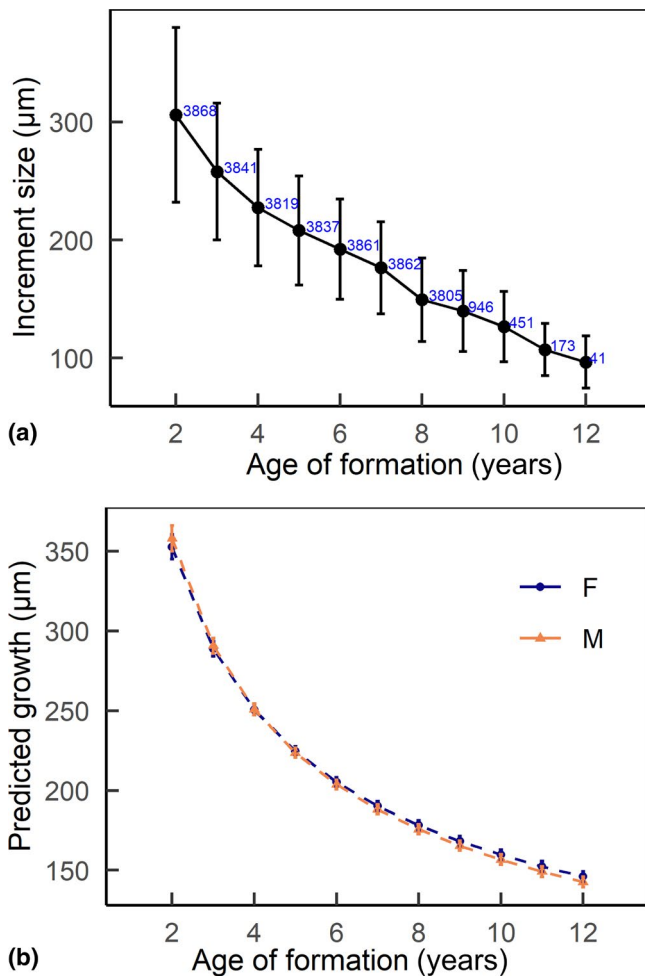 Increment size (µm)
300
200
100
3868
3841
3819
3837
3861
3862
3805
946
451
173
41
2 4 6 8 10 12
(a) Age of formation (years)
Predicted growth (µm)
350
300
250
200
150
F
M
2 4 6 8 10 12
(b) Age of formation (years)